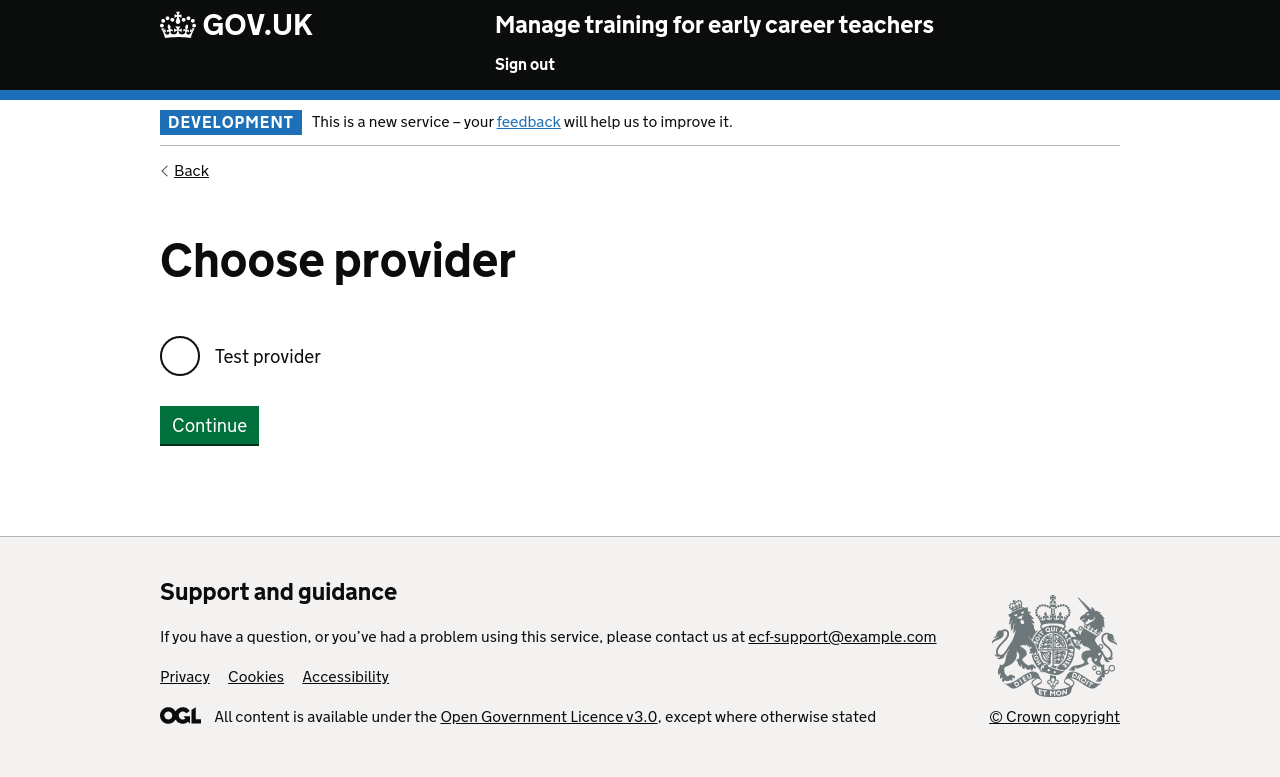 GOV.UK
Manage training for early career teachers
Sign out
DEVELOPMENT
This is a new service – your feedback will help us to improve it.
Back
Choose provider
Test provider
Continue
Support and guidance
If you have a question, or you’ve had a problem using this service, please contact us at ecf-support@example.com
Privacy Cookies Accessibility
OGL All content is available under the Open Government Licence v3.0, except where otherwise stated
DIEU ET MON DROIT
© Crown copyright